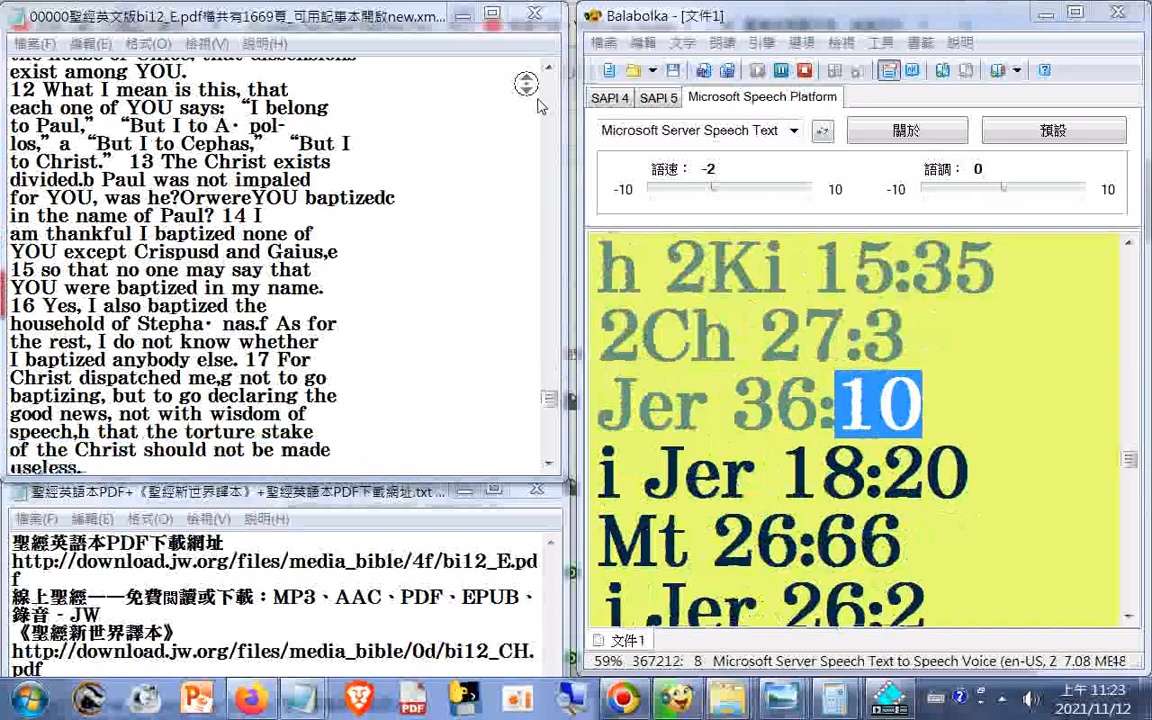 00000聖經英文版bi12_E.pdf檔共有1669頁_可用記事本開啟new.xm...
檔案(F) 編輯(E) 格式(O) 檢視(V) 說明(H)
exist among YOU.
12 What I mean is this, that
each one of YOU says: “I belong
to Paul,” “But I to A· pol-
los,” a “But I to Cephas,” “But I
to Christ.” 13 The Christ exists
divided.b Paul was not impaled
for YOU, was he?OrwereYOU baptizedc
in the name of Paul? 14 I
am thankful I baptized none of
YOU except Crispusd and Gaius,e
15 so that no one may say that
YOU were baptized in my name.
16 Yes, I also baptized the
household of Stepha· nas.f As for
the rest, I do not know whether
I baptized anybody else. 17 For
Christ dispatched me,g not to go
baptizing, but to go declaring the
good news, not with wisdom of
speech,h that the torture stake
of the Christ should not be made
useless.
聖經英語本PDF+《聖經新世界譯本》+聖經英語本PDF下載網址.txt ...
檔案(F) 編輯(E) 格式(O) 檢視(V) 說明(H)
聖經英語本PDF下載網址
http://download.jw.org/files/media_bible/4f/bi12_E.pd
f
線上聖經——免費閱讀或下載：MP3、AAC、PDF、EPUB、
錄音 - JW
《聖經新世界譯本》
http://download.jw.org/files/media_bible/0d/bi12_CH.
pdf
Balabolka - [文件1]
檔案 編輯 文字 朗讀 引擎 選項 檢視 工具 書籤 說明
SAPI 4 SAPI 5 Microsoft Speech Platform
Microsoft Server Speech Text 關於 預設
語速： -2 語調： 0
-10 10 -10 10
h 2Ki 15:35
2Ch 27:3
Jer 36:10
i Jer 18:20
Mt 26:66
j Jer 26:2
文件1
59% 367212: 8 Microsoft Server Speech Text to Speech Voice (en-US, Z 7.08 ME48
上午 11:23
2021/11/12